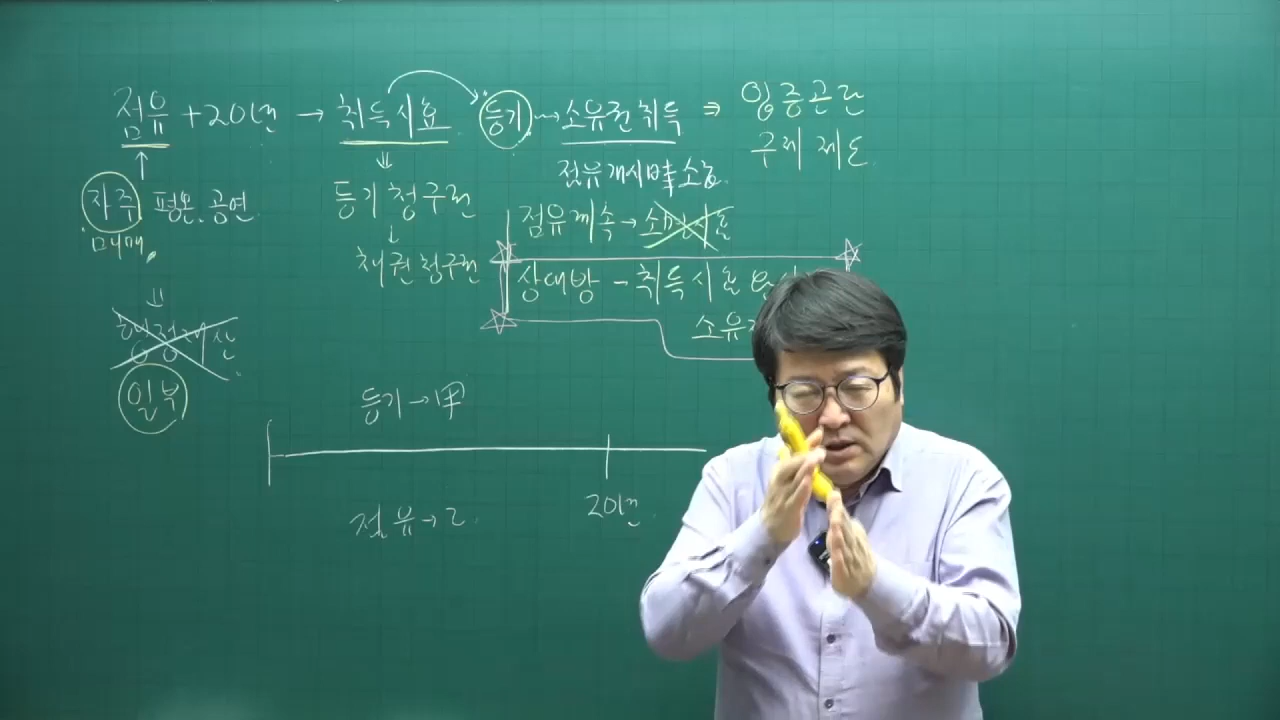 점유 +20년 → 취득시효 등기 → 소유권취득 ⇒ 입증곤란
구제 제도
점유개시때 소급
자주 평온.공연
매매
등기청구권
↓
채권청구권
점유계속→
상대방 - 취득시효
소유
일부
등기→甲
점유→乙
20년